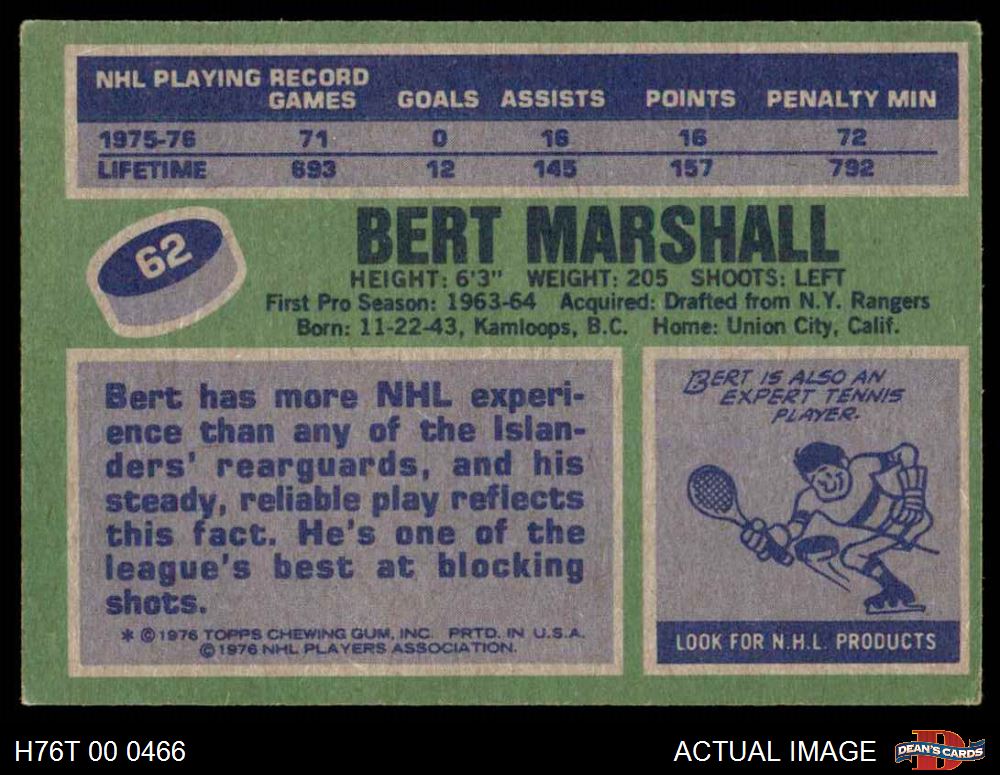 NHL PLAYING RECORD
GAMES GOALS ASSISTS POINTS PENALTY MIN
1975-76 71 0 16 16 72
LIFETIME 693 12 145 157 792
62
BERT MARSHALL
HEIGHT: 6'3" WEIGHT: 205 SHOOTS: LEFT
First Pro Season: 1963-64 Acquired: Drafted from N.Y. Rangers
Born: 11-22-43, Kamloops, B.C. Home: Union City, Calif.
Bert has more NHL experi-
ence than any of the Islan-
ders' rearguards, and his
steady, reliable play reflects
this fact. He's one of the
league's best at blocking
shots.
* © 1976 TOPPS CHEWING GUM, INC. PRTD. IN U.S.A.
© 1976 NHL PLAYERS ASSOCIATION.
BERT IS ALSO AN
EXPERT TENNIS
PLAYER.
LOOK FOR N.H.L. PRODUCTS
H76T 00 0466
ACTUAL IMAGE
D
DEAN'S CARDS